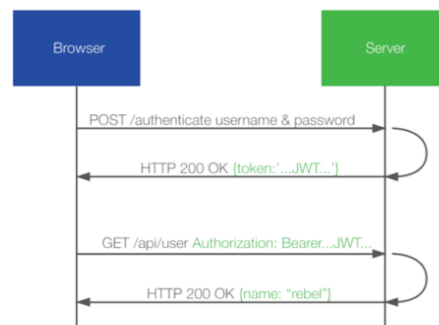 Browser
Server
POST /authenticate username & password
HTTP 200 OK {token:'...JWT...'}
GET /api/user Authorization: Bearer...JWT...
HTTP 200 OK {name: “rebel”}